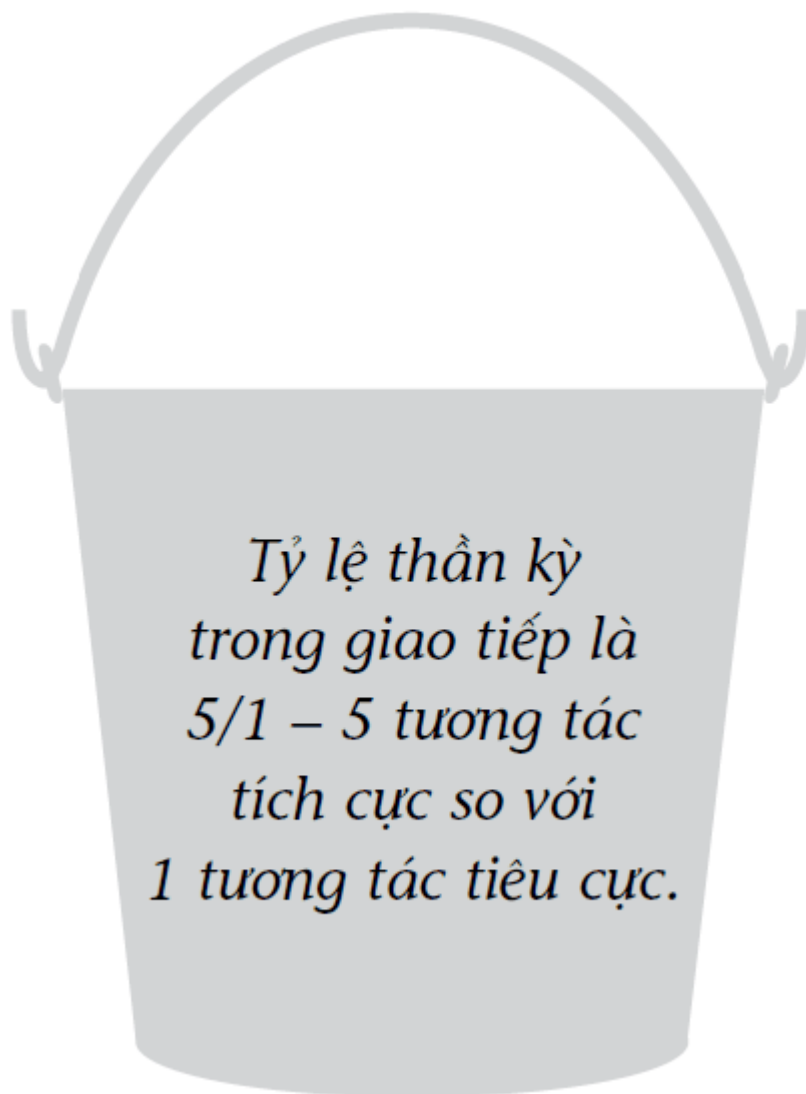 Tỷ lệ thần kỳ
trong giao tiếp là
5/1 – 5 tương tác
tích cực so với
1 tương tác tiêu cực.